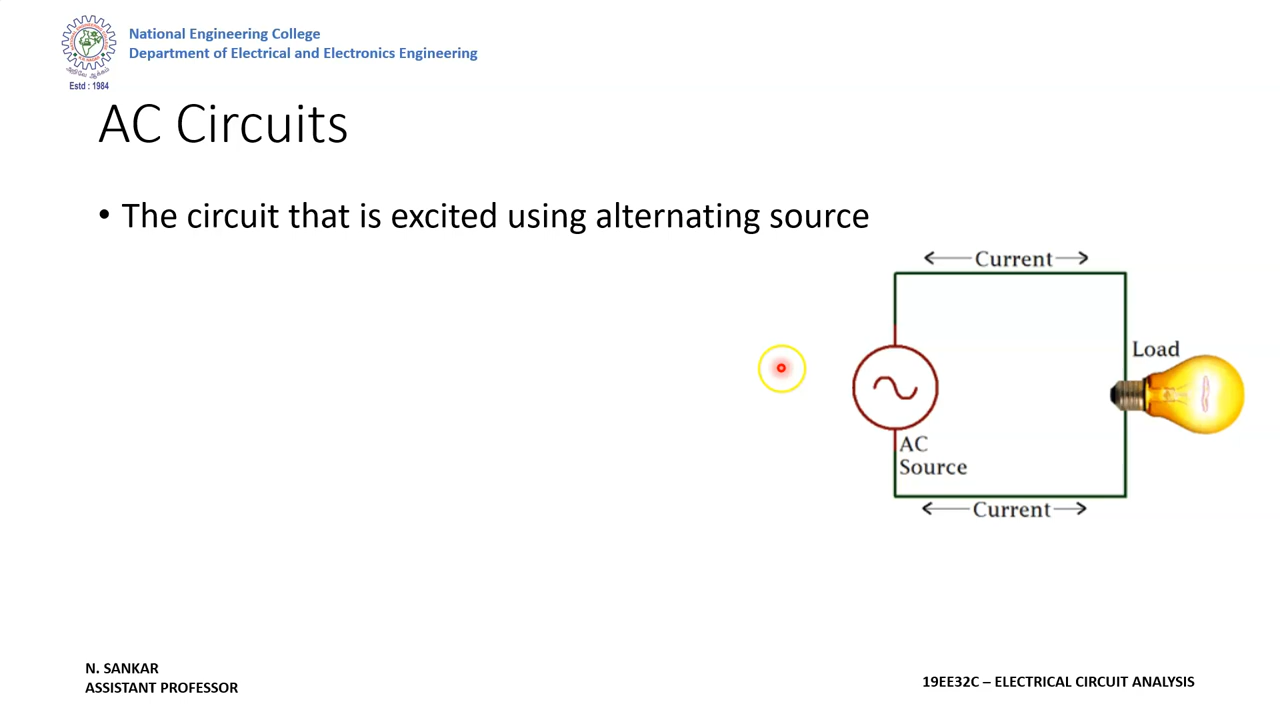 National Engineering College
Department of Electrical and Electronics Engineering
Estd : 1984
AC Circuits
• The circuit that is excited using alternating source
Current
Load
AC
Source
Current
N. SANKAR
ASSISTANT PROFESSOR
19EE32C – ELECTRICAL CIRCUIT ANALYSIS